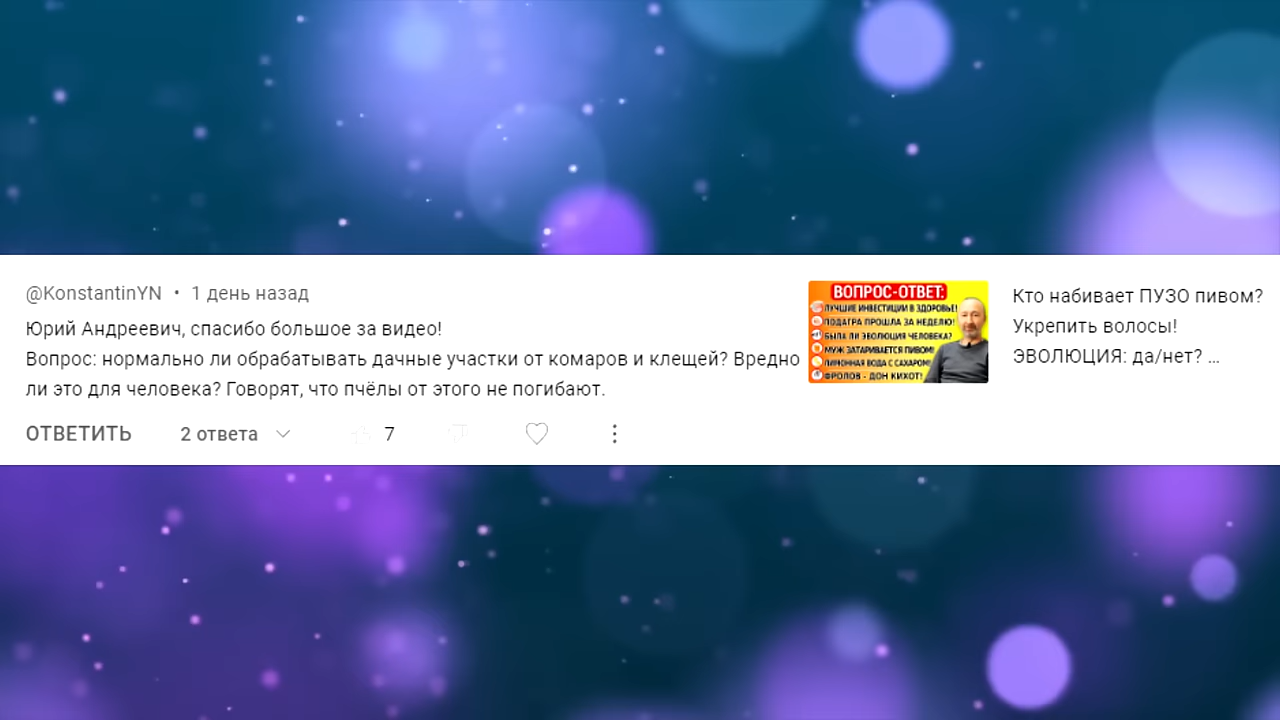 @KonstantinYN • 1 день назад
Юрий Андреевич, спасибо большое за видео!
Вопрос: нормально ли обрабатывать дачные участки от комаров и клещей? Вредно
ли это для человека? Говорят, что пчёлы от этого не погибают.
ОТВЕТИТЬ 2 ответа 7
ВОПРОС-ОТВЕТ:
ЛУЧШИЕ ИНВЕСТИЦИИ В ЗДОРОВЬЕ!
ПОДАГРА ПРОШЛА ЗА НЕДЕЛЮ!
БЫЛА ЛИ ЭВОЛЮЦИЯ ЧЕЛОВЕКА?
МУЖ ЗАТАРИВАЕТСЯ ПИВОМ!
ЛИМОННАЯ ВОДА С САХАРОМ!
ФРОЛОВ - ДОН КИХОТ!
Кто набивает ПУЗО пивом?
Укрепить волосы!
ЭВОЛЮЦИЯ: да/нет? ...